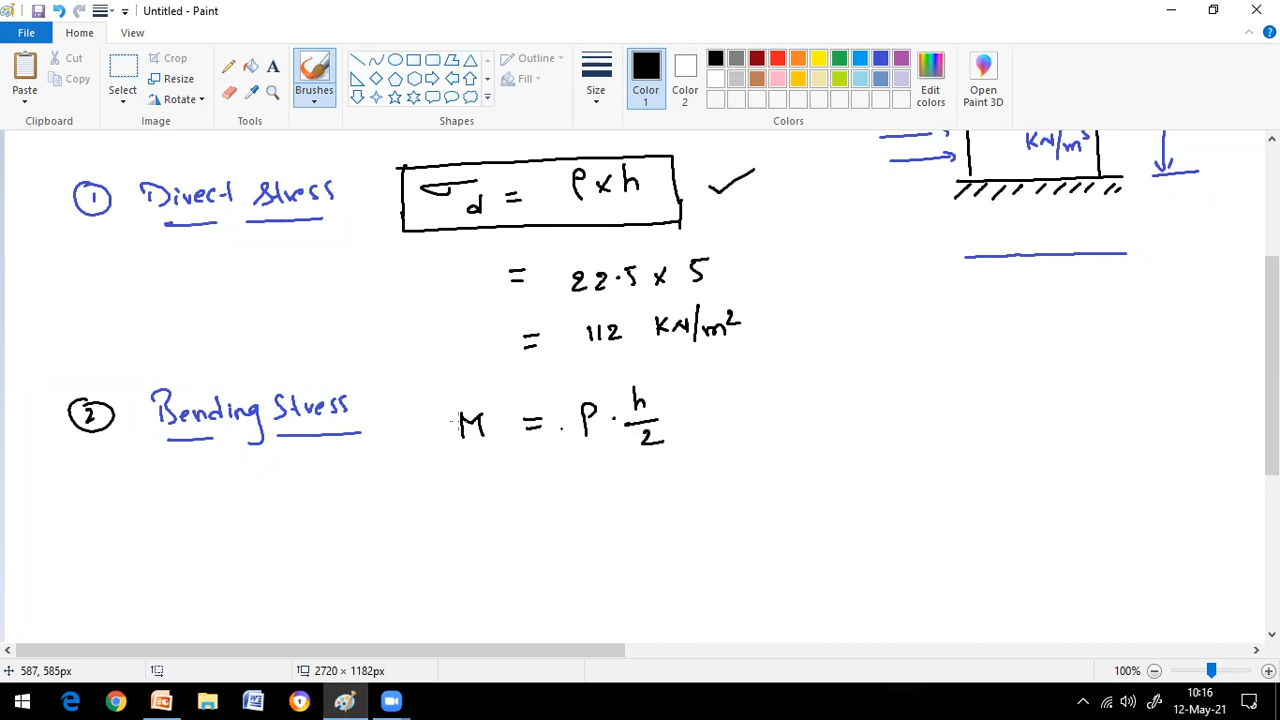 Untitled - Paint
File Home View
Paste Cut Copy Clipboard
Select Crop Resize Rotate Image
Tools
Brushes
Shapes Outline Fill
Size
Color 1 Color 2 Colors
Edit colors
Open Paint 3D
KN/m³
① Direct Stress σd = ρ x h
= 22.5 x 5
= 112 KN/m²
② Bending Stress M = P · h/2
587, 585px 2720 × 1182px 100%
10:16
12-May-21